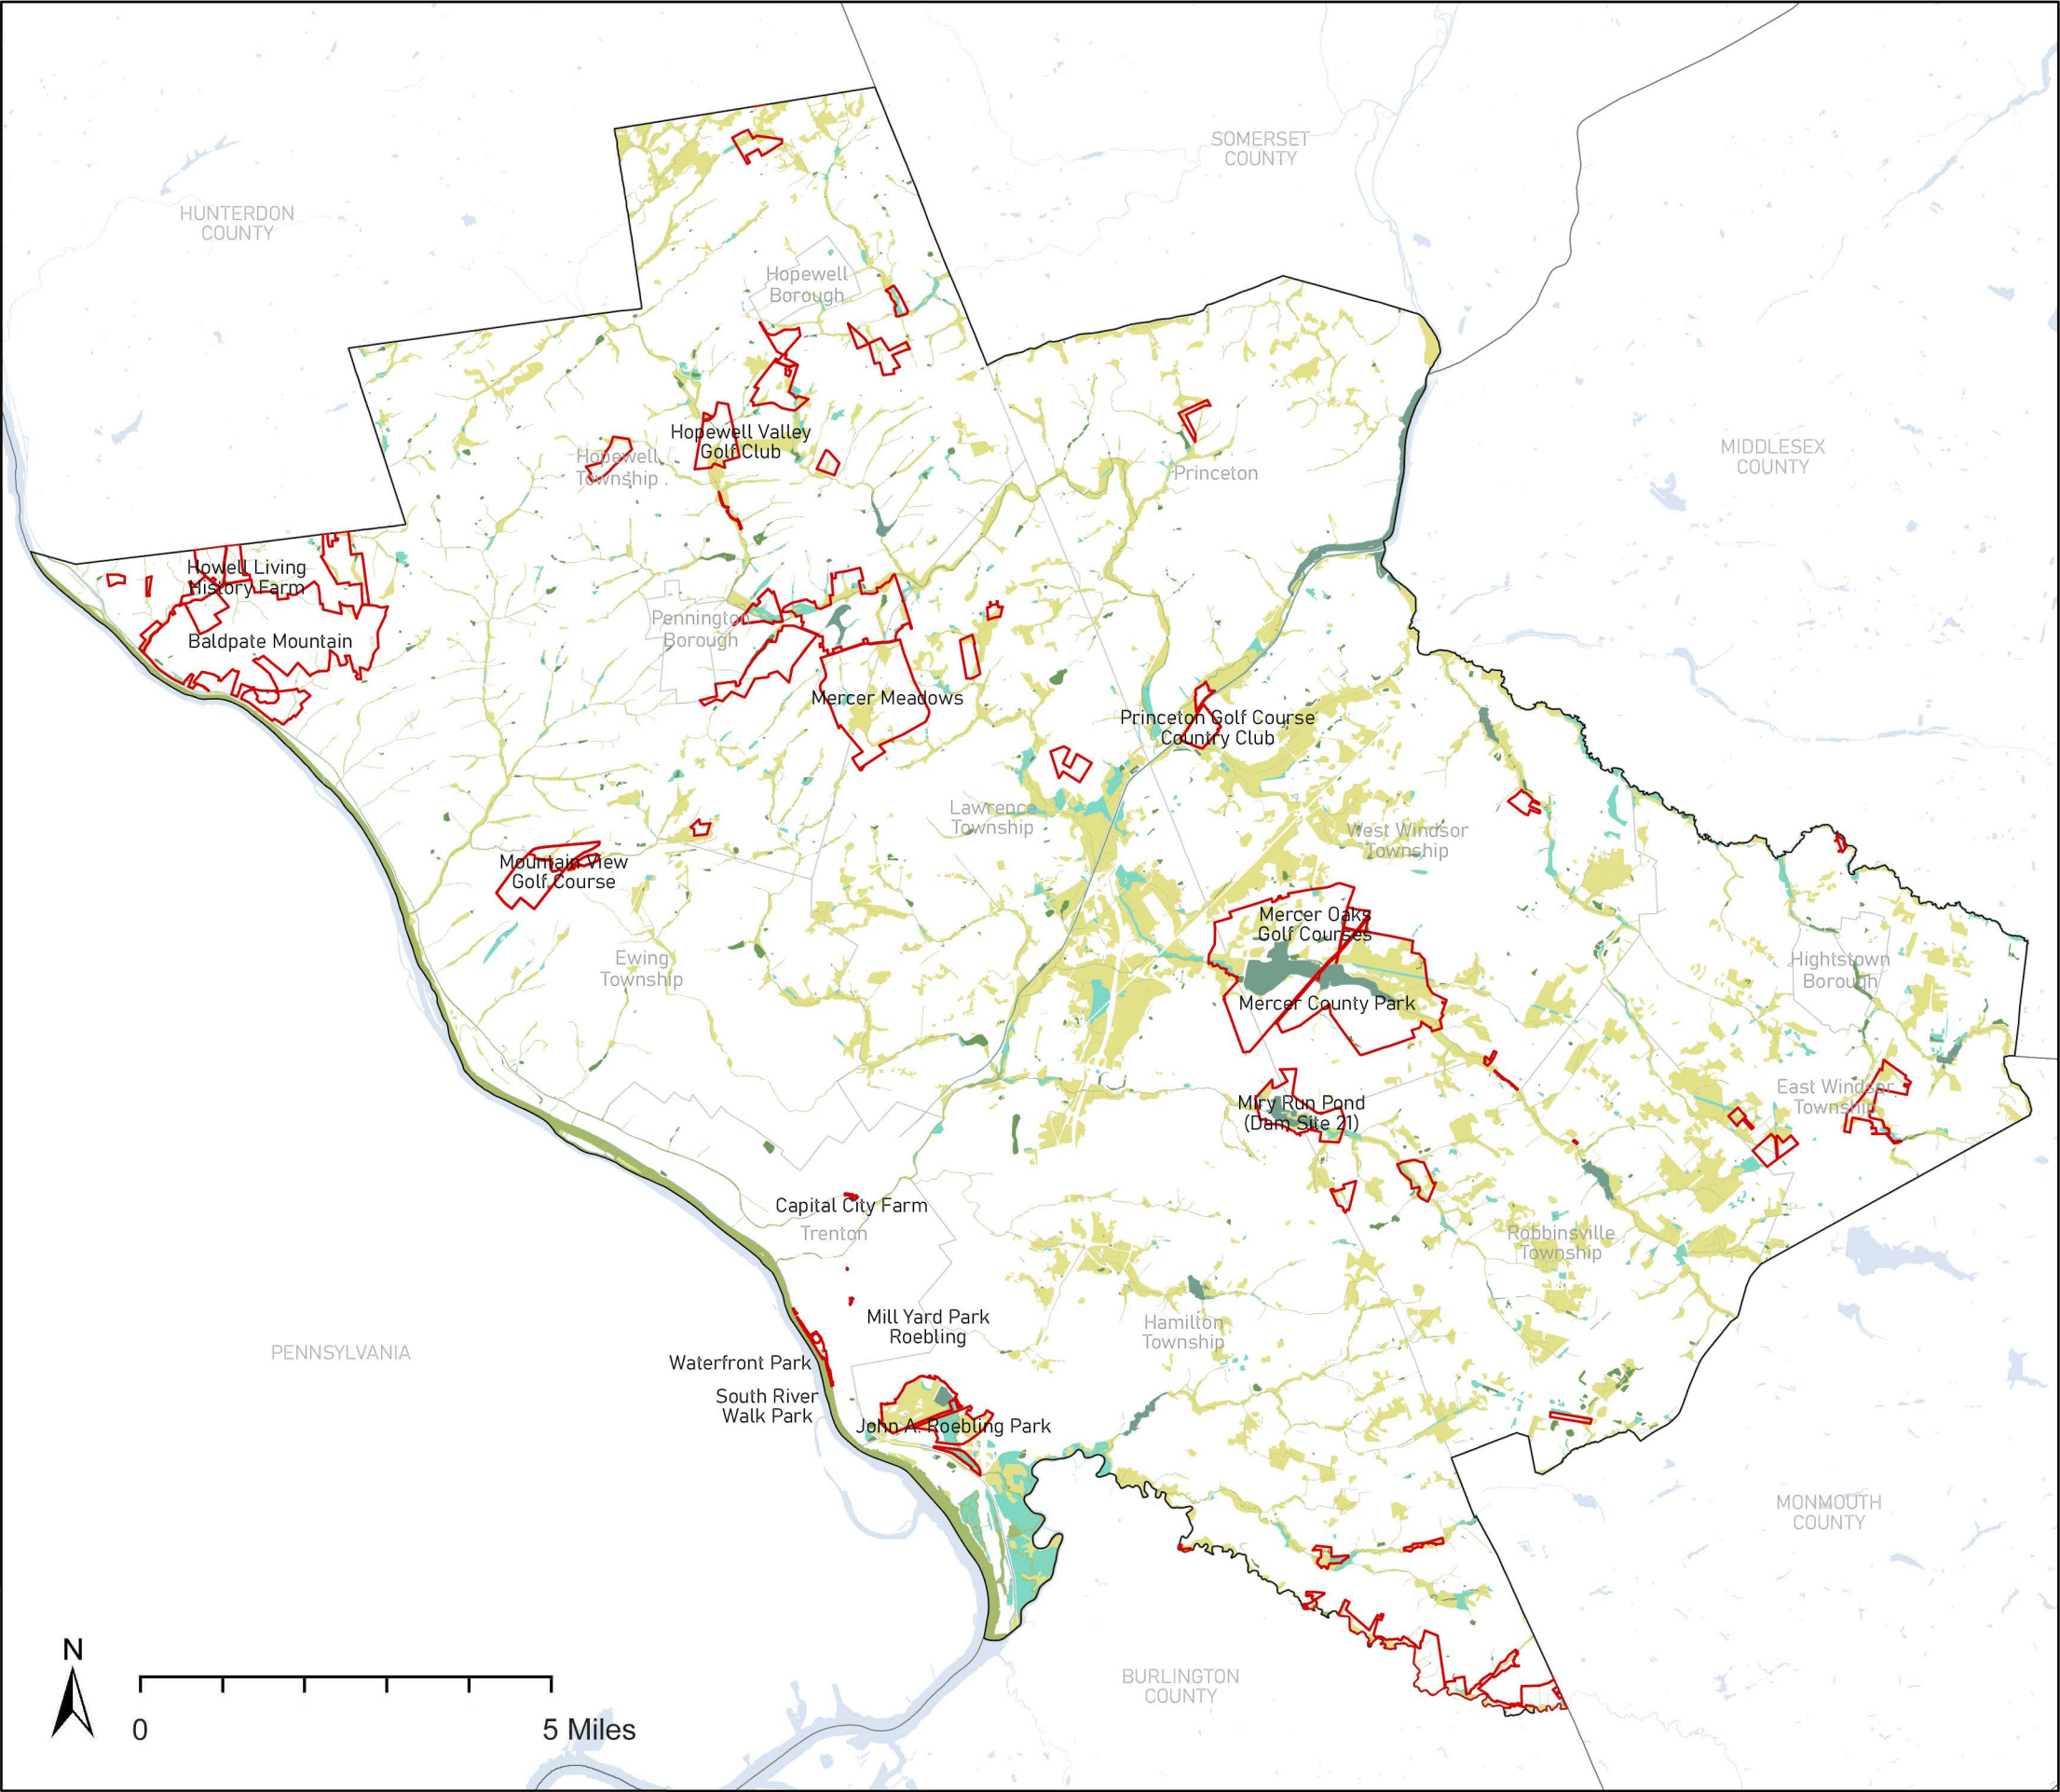 SOMERSET
COUNTY
HUNTERDON
COUNTY
Hopewell
Borough
Hopewell Valley
Golf Club
Hopewell
Township
MIDDLESEX
COUNTY
Princeton
Howell Living
History Farm
Baldpate Mountain
Pennington
Borough
Mercer Meadows
Princeton Golf Course
Country Club
Lawrence
Township
West Windsor
Township
Mountain View
Golf Course
Mercer Oaks
Golf Courses
Ewing
Township
Hightstown
Borough
Mercer County Park
East Windsor
Township
Miry Run Pond
(Dam Site 21)
Capital City Farm
Trenton
Robbinsville
Township
Mill Yard Park
Roebling
Hamilton
Township
PENNSYLVANIA
Waterfront Park
South River
Walk Park
John A. Roebling Park
MONMOUTH
COUNTY
BURLINGTON
COUNTY
N
0
5 Miles